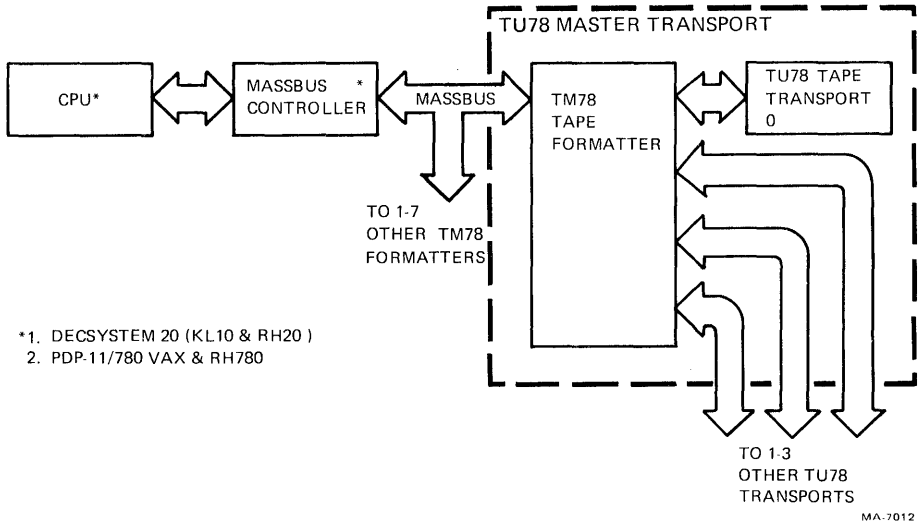 TU78 MASTER TRANSPORT
CPU*
MASSBUS *
CONTROLLER
MASSBUS
TM78
TAPE
FORMATTER
TU78 TAPE
TRANSPORT
0
TO 1-7
OTHER TM78
FORMATTERS
*1. DECSYSTEM 20 (KL10 & RH20 )
2. PDP-11/780 VAX & RH780
TO 1-3
OTHER TU78
TRANSPORTS
MA-7012